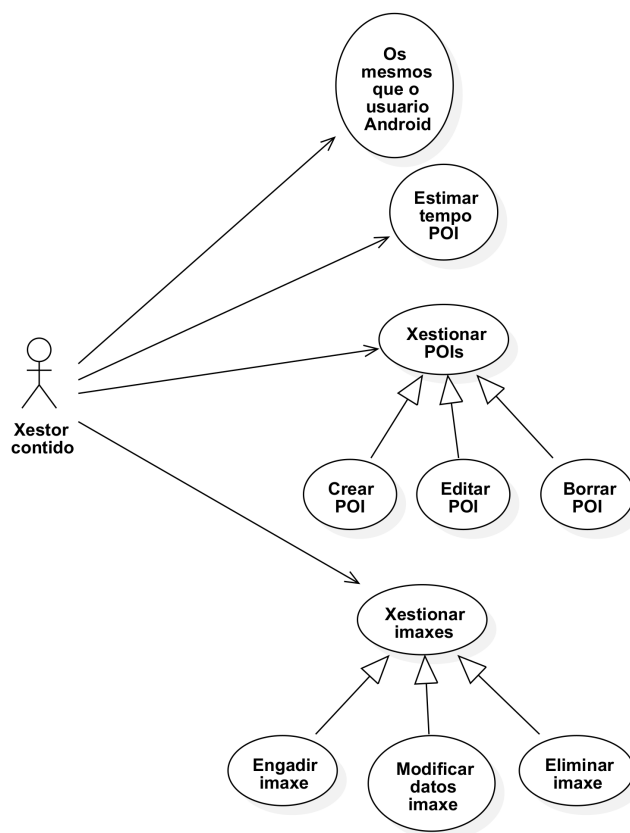 Os
mesmos
que o
usuario
Android
Estimar
tempo
POI
Xestionar
POIs
Xestor
contido
Crear
POI
Editar
POI
Borrar
POI
Xestionar
imaxes
Engadir
imaxe
Modificar
datos
imaxe
Eliminar
imaxe